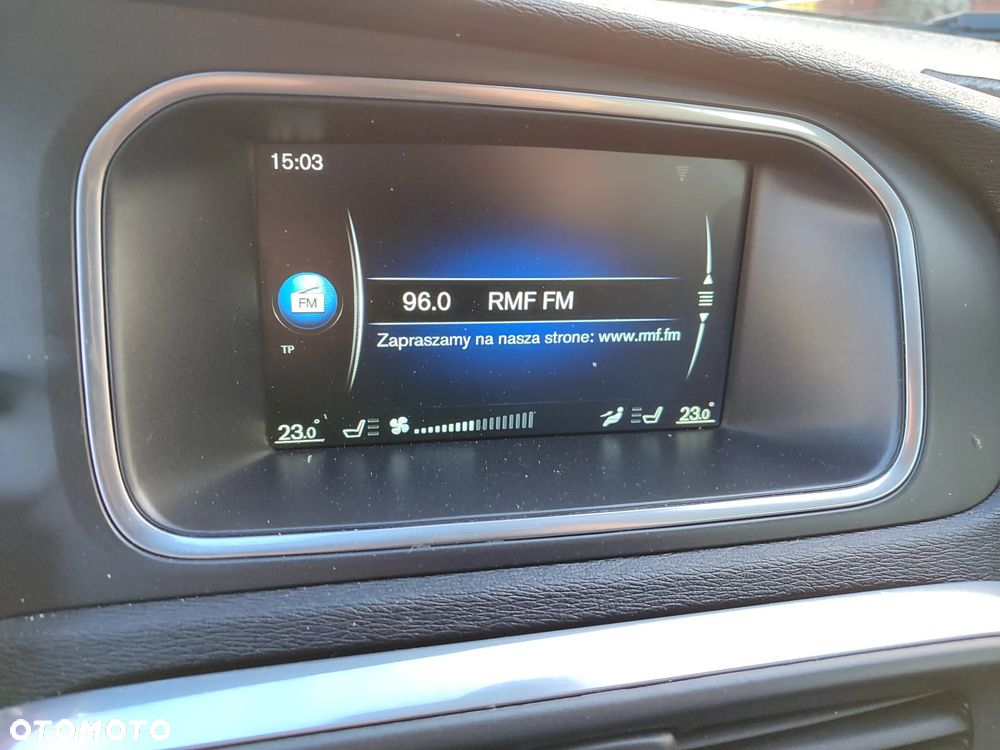 15:03
FM
96.0 RMF FM
TP
Zapraszamy na nasza strone: www.rmf.fm
23.0° 23.0°
OTOMOTO